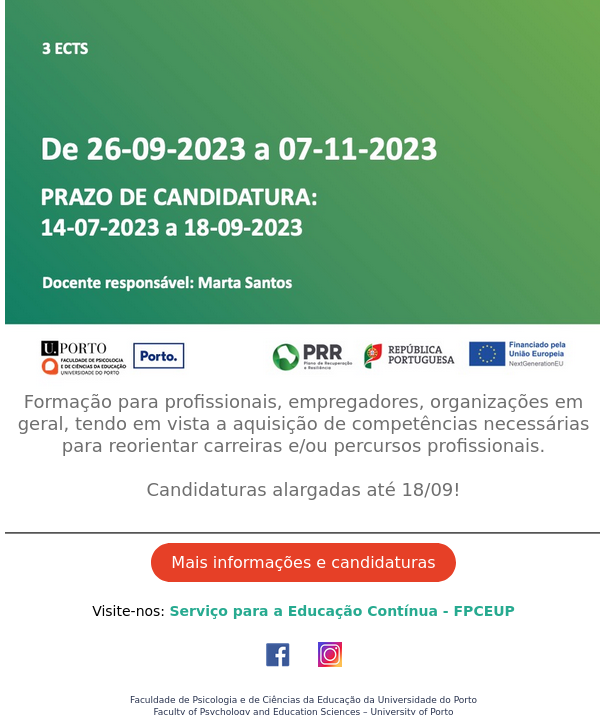 3 ECTS
De 26-09-2023 a 07-11-2023
PRAZO DE CANDIDATURA:
14-07-2023 a 18-09-2023
Docente responsável: Marta Santos
U.PORTO
FACULDADE DE PSICOLOGIA
E DE CIÊNCIAS DA EDUCAÇÃO
UNIVERSIDADE DO PORTO
Porto.
PRR
Plano de Recuperação
e Resiliência
REPÚBLICA
PORTUGUESA
Financiado pela
União Europeia
NextGenerationEU
Formação para profissionais, empregadores, organizações em
geral, tendo em vista a aquisição de competências necessárias
para reorientar carreiras e/ou percursos profissionais.
Candidaturas alargadas até 18/09!
Mais informações e candidaturas
Visite-nos: Serviço para a Educação Contínua - FPCEUP
Faculdade de Psicologia e de Ciências da Educação da Universidade do Porto
Faculty of Psychology and Education Sciences – University of Porto